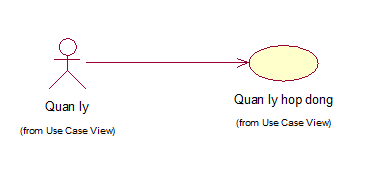 Quan ly
(from Use Case View)
Quan ly hop dong
(from Use Case View)